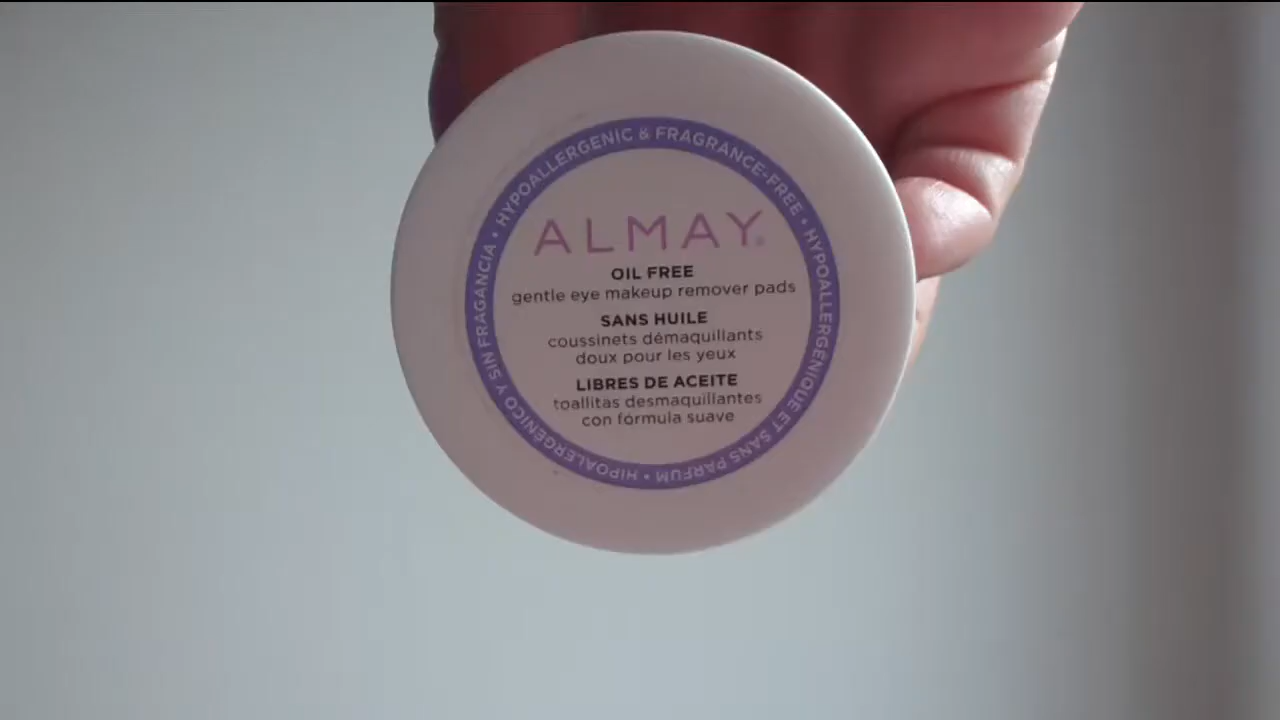 HYPOALLERGENIC & FRAGRANCE-FREE • HYPOALLERGÉNIQUE ET SANS PARFUM • HIPOALERGÉNICO Y SIN FRAGANCIA •
ALMAY®
OIL FREE
gentle eye makeup remover pads
SANS HUILE
coussinets démaquillants
doux pour les yeux
LIBRES DE ACEITE
toallitas desmaquillantes
con fórmula suave